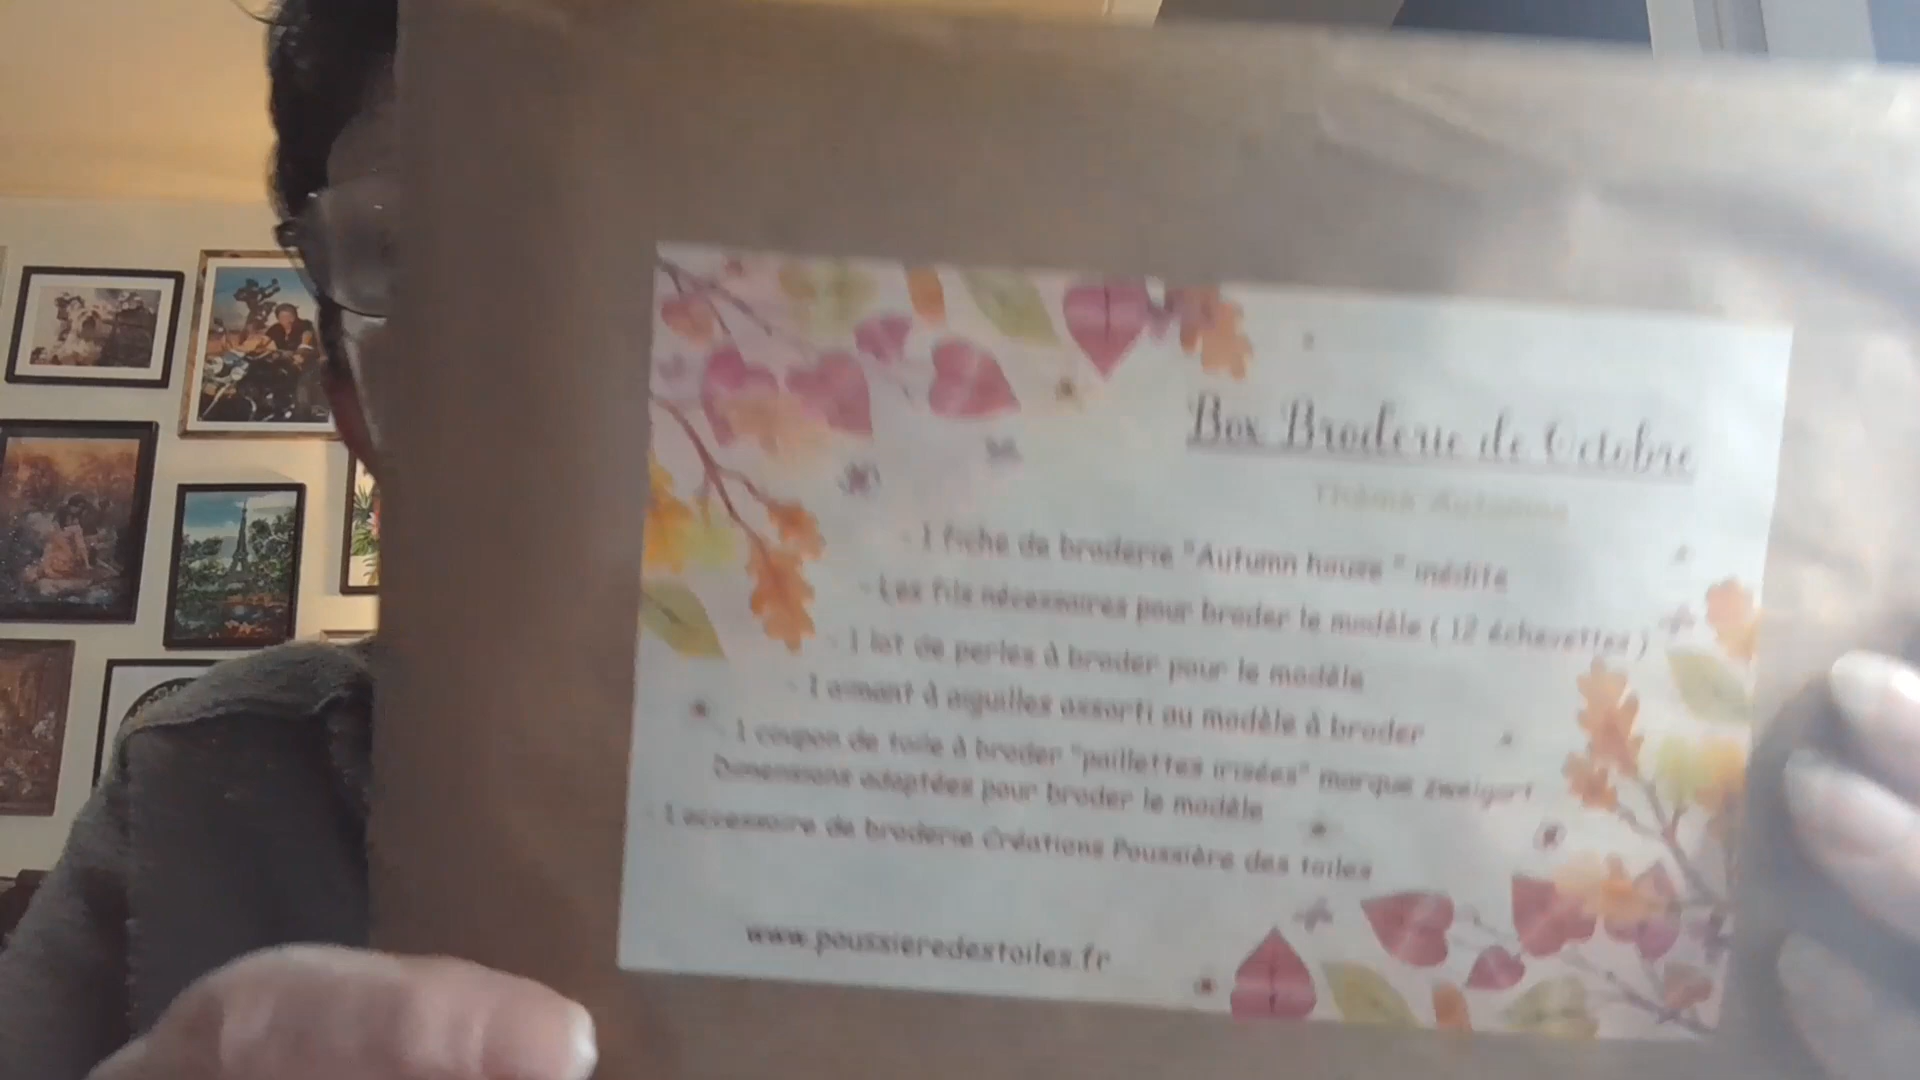 Box Broderie de Octobre
Thème Automne
- 1 fiche de broderie "Autumn house " inédite
- Les fils nécessaires pour broder le modèle ( 12 échevettes )
- 1 lot de perles à broder pour le modèle
- 1 aimant à aiguilles assorti au modèle à broder
- 1 coupon de toile à broder "paillettes irisées" marque zweigart
Dimensions adaptées pour broder le modèle
- 1 accessoire de broderie Créations Poussière des toiles
www.poussieredestoiles.fr